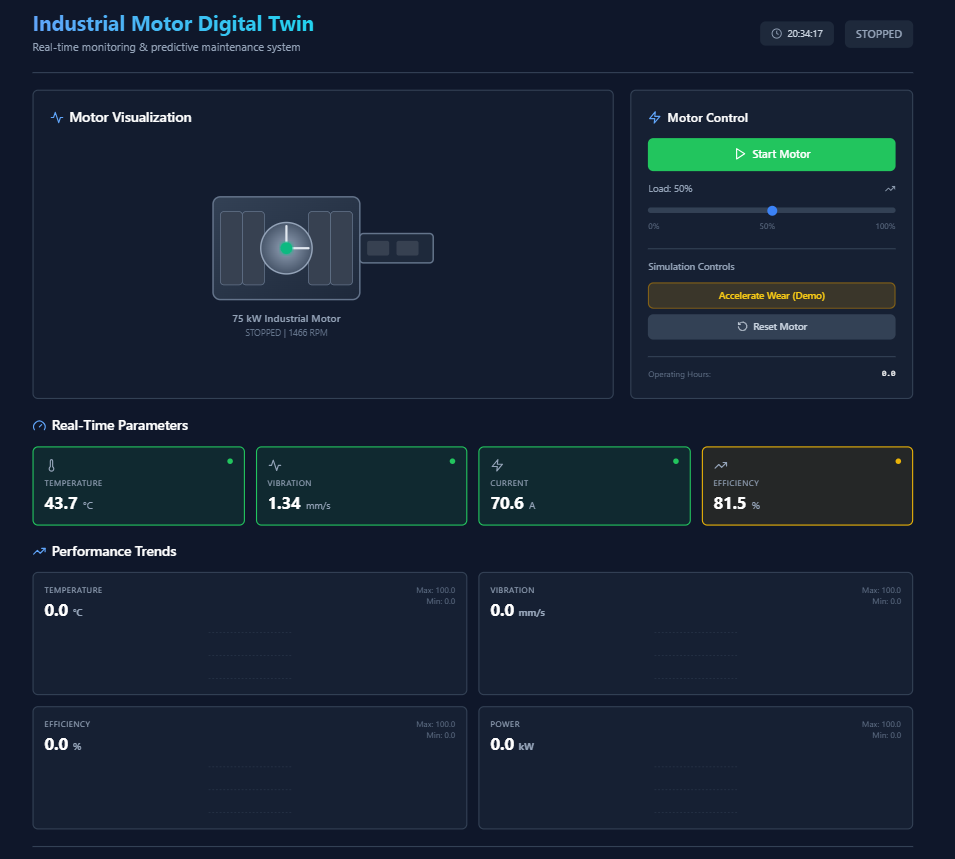 Industrial Motor Digital Twin
Real-time monitoring & predictive maintenance system
20:34:17
STOPPED
Motor Visualization
75 kW Industrial Motor
STOPPED | 1466 RPM
Motor Control
Start Motor
Load: 50%
0% 50% 100%
Simulation Controls
Accelerate Wear (Demo)
Reset Motor
Operating Hours: 0.0
Real-Time Parameters
TEMPERATURE
43.7 °C
VIBRATION
1.34 mm/s
CURRENT
70.6 A
EFFICIENCY
81.5 %
Performance Trends
TEMPERATURE
0.0 °C
Max: 100.0
Min: 0.0
VIBRATION
0.0 mm/s
Max: 100.0
Min: 0.0
EFFICIENCY
0.0 %
Max: 100.0
Min: 0.0
POWER
0.0 kW
Max: 100.0
Min: 0.0